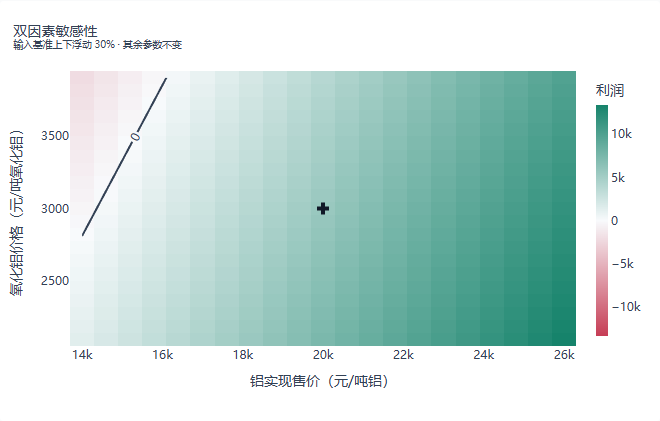 双因素敏感性
输入基准上下浮动 30% · 其余参数不变
利润
10k
5k
0
−5k
−10k
氧化铝价格（元/吨氧化铝）
3500
3000
2500
0
14k
16k
18k
20k
22k
24k
26k
铝实现售价（元/吨铝）